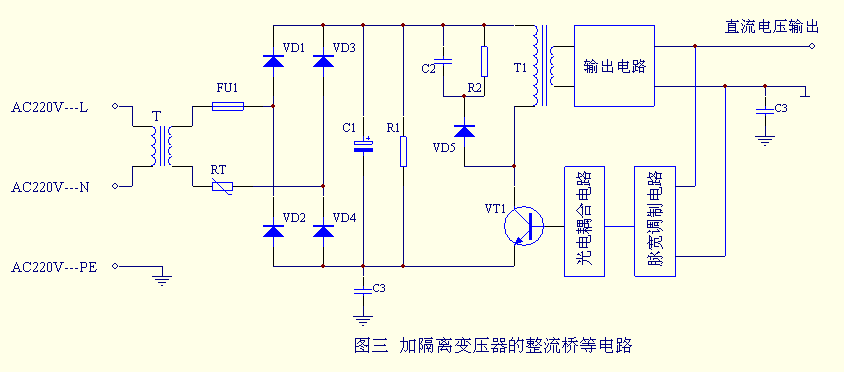 直流电压输出
VD1
VD3
C2
R2
T1
输出电路
AC220V---L
T
FU1
C1
R1
VD5
C3
RT
AC220V---N
VD2
VD4
VT1
光电耦合电路
脉宽调制电路
AC220V---PE
C3
图三 加隔离变压器的整流桥等电路